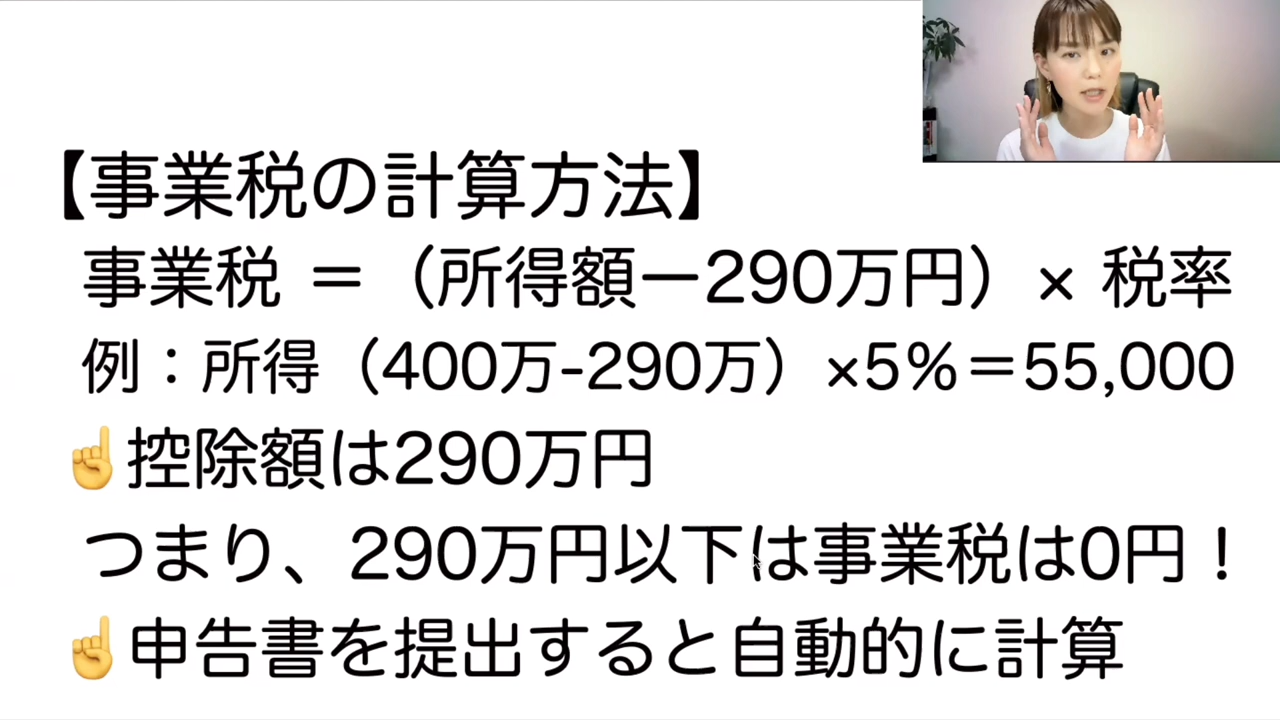 【事業税の計算方法】
事業税 ＝（所得額ー290万円）× 税率
例：所得（400万-290万）×5%＝55,000
☝控除額は290万円
つまり、290万円以下は事業税は0円！
☝申告書を提出すると自動的に計算